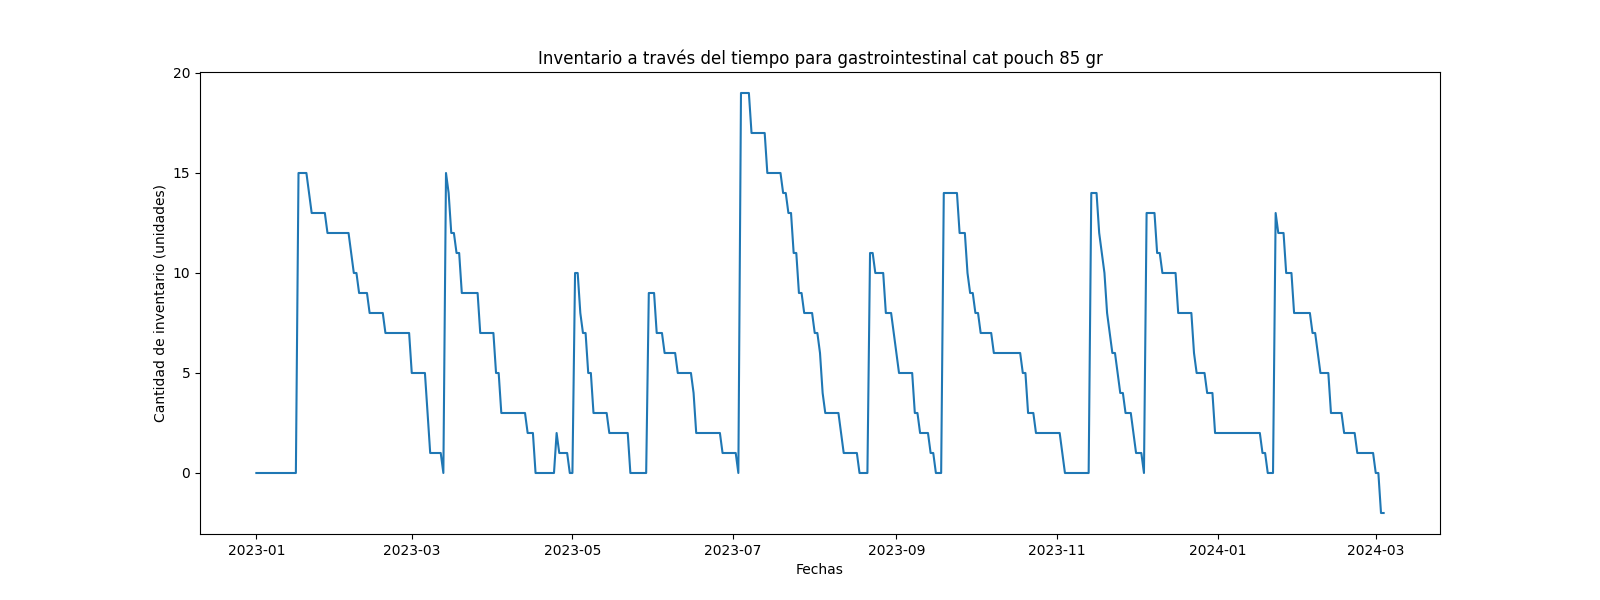 Inventario a través del tiempo para gastrointestinal cat pouch 85 gr
Cantidad de inventario (unidades)
20
15
10
5
0
2023-01 2023-03 2023-05 2023-07 2023-09 2023-11 2024-01 2024-03
Fechas